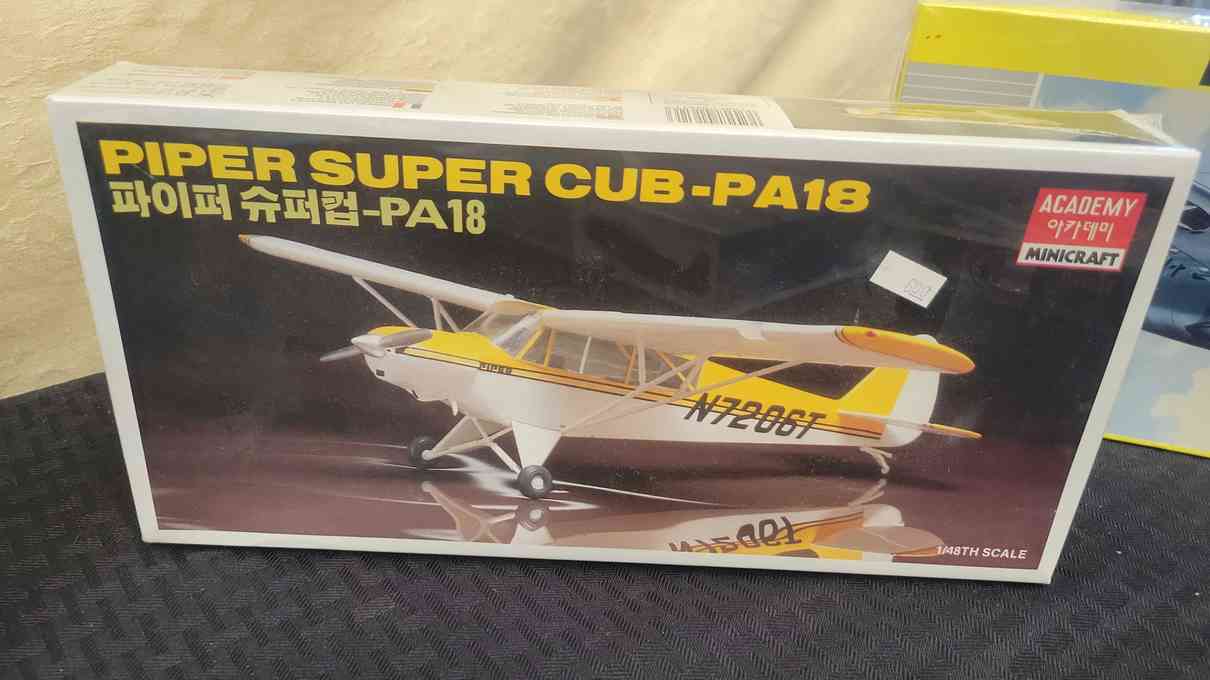 PIPER SUPER CUB-PA18
파이퍼 슈퍼컵-PA18
ACADEMY
아카데미
MINICRAFT
PIPER
N7206T
1/48TH SCALE